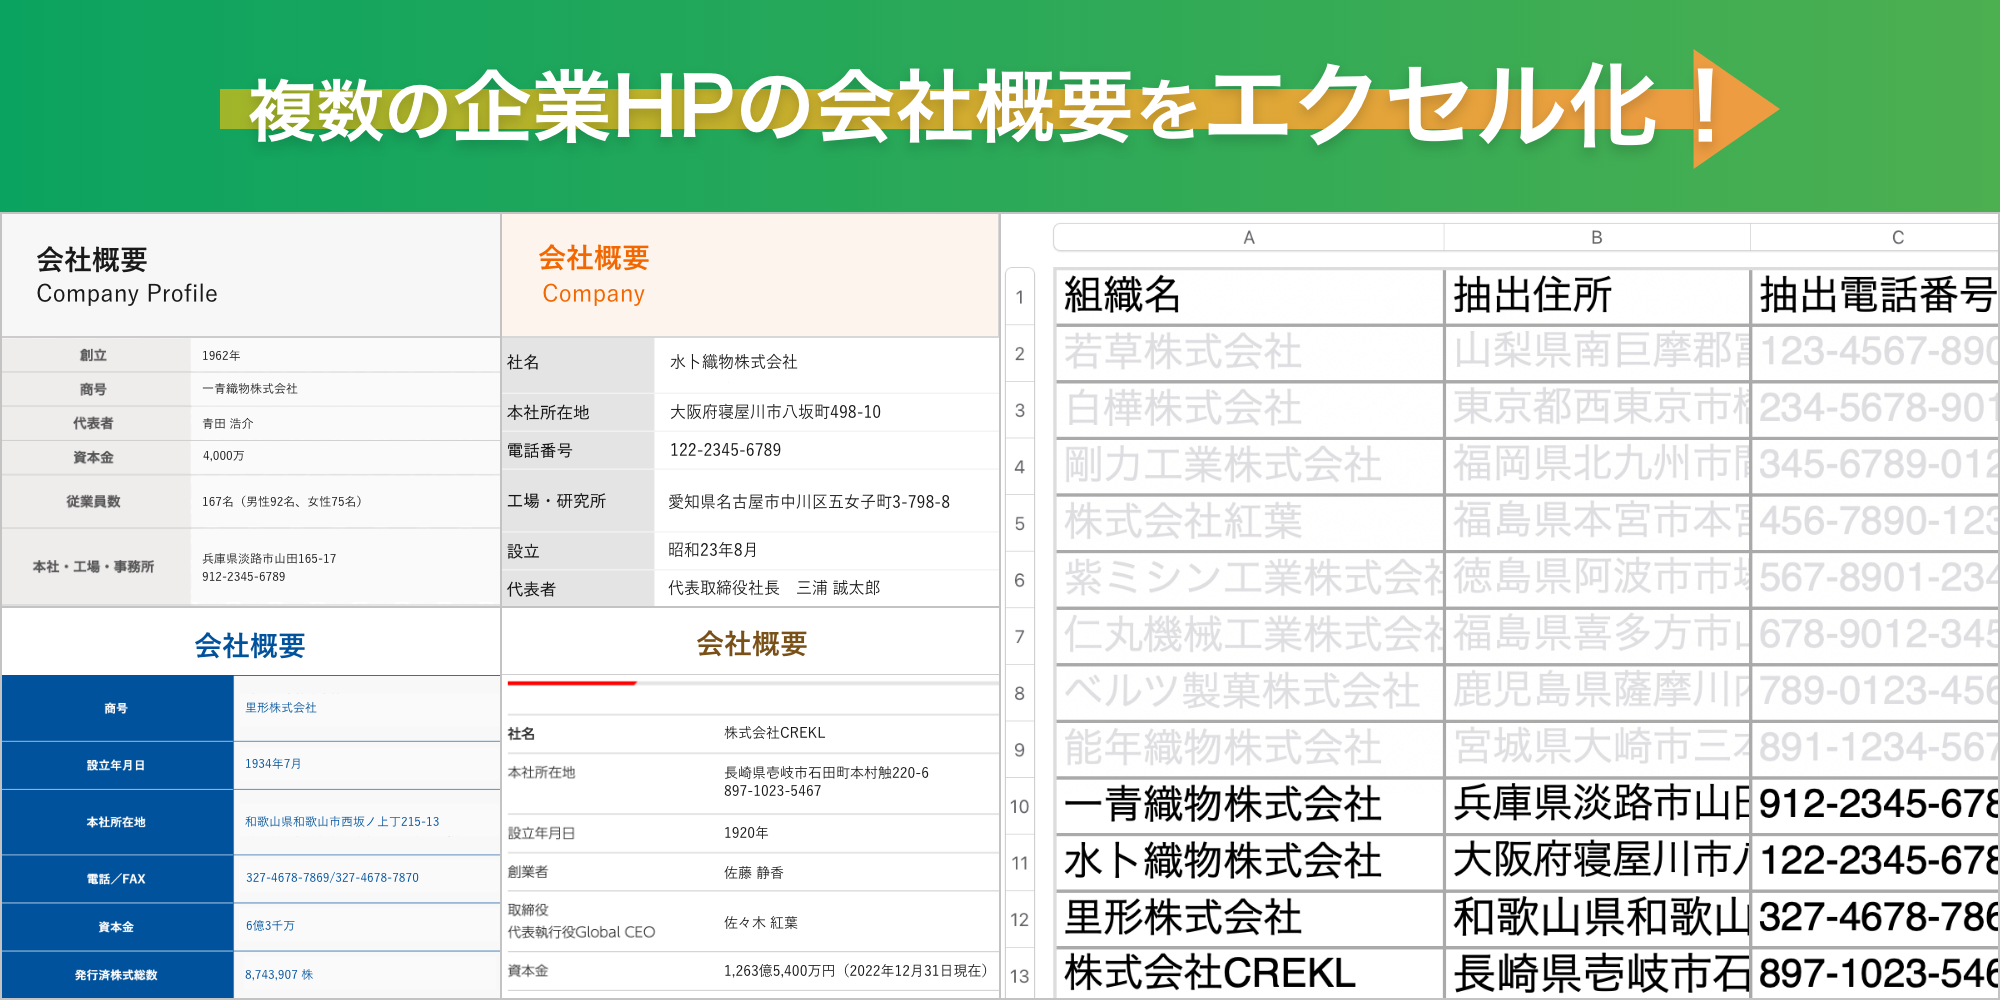 複数の企業HPの会社概要をエクセル化！
会社概要
Company Profile
創立 1962年
商号 一青織物株式会社
代表者 青田 浩介
資本金 4,000万
従業員数 167名（男性92名、女性75名）
本社・工場・事務所 兵庫県淡路市山田165-17
912-2345-6789
会社概要
Company
社名 水卜織物株式会社
本社所在地 大阪府寝屋川市八坂町498-10
電話番号 122-2345-6789
工場・研究所 愛知県名古屋市中川区五女子町3-798-8
設立 昭和23年8月
代表者 代表取締役社長　三浦 誠太郎
会社概要
商号 里形株式会社
設立年月日 1934年7月
本社所在地 和歌山県和歌山市西坂ノ上丁215-13
電話／FAX 327-4678-7869/327-4678-7870
資本金 6億3千万
発行済株式総数 8,743,907 株
会社概要
社名 株式会社CREKL
本社所在地 長崎県壱岐市石田町本村触220-6
897-1023-5467
設立年月日 1920年
創業者 佐藤 静香
取締役
代表執行役Global CEO 佐々木 紅葉
資本金 1,263億5,400万円（2022年12月31日現在）
A B C
1 組織名 抽出住所 抽出電話番号
2 若草株式会社 山梨県南巨摩郡富 123-4567-890
3 白樺株式会社 東京都西東京市 234-5678-901
4 剛力工業株式会社 福岡県北九州市 345-6789-012
5 株式会社紅葉 福島県本宮市本宮 456-7890-123
6 紫ミシン工業株式会社 徳島県阿波市市場 567-8901-234
7 仁丸機械工業株式会社 福島県喜多方市山 678-9012-345
8 ベルツ製菓株式会社 鹿児島県薩摩川内 789-0123-456
9 能年織物株式会社 宮城県大崎市三本 891-1234-567
10 一青織物株式会社 兵庫県淡路市山田 912-2345-678
11 水卜織物株式会社 大阪府寝屋川市八 122-2345-678
12 里形株式会社 和歌山県和歌山 327-4678-786
13 株式会社CREKL 長崎県壱岐市石 897-1023-546